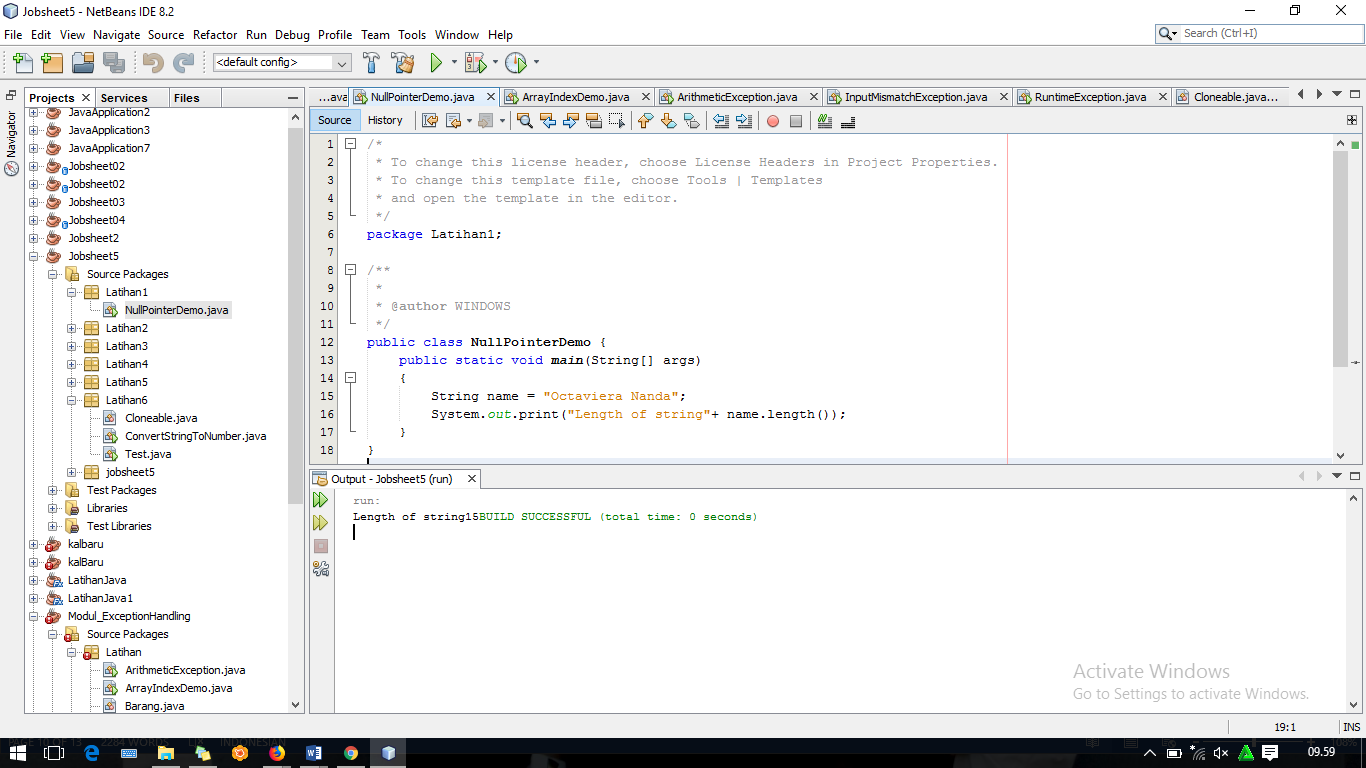 Jobsheet5 - NetBeans IDE 8.2
File Edit View Navigate Source Refactor Run Debug Profile Team Tools Window Help
Search (Ctrl+I)
<default config>
Projects Services Files
Navigator
JavaApplication2
JavaApplication3
JavaApplication7
Jobsheet02
Jobsheet02
Jobsheet03
Jobsheet04
Jobsheet2
Jobsheet5
Source Packages
Latihan1
NullPointerDemo.java
Latihan2
Latihan3
Latihan4
Latihan5
Latihan6
Cloneable.java
ConvertStringToNumber.java
Test.java
jobsheet5
Test Packages
Libraries
Test Libraries
kalbaru
kalBaru
LatihanJava
LatihanJava1
Modul_ExceptionHandling
Source Packages
Latihan
ArithmeticException.java
ArrayIndexDemo.java
Barang.java
...ava NullPointerDemo.java ArrayIndexDemo.java ArithmeticException.java InputMismatchException.java RuntimeException.java Cloneable.java...
Source History
1 /*
2 * To change this license header, choose License Headers in Project Properties.
3 * To change this template file, choose Tools | Templates
4 * and open the template in the editor.
5 */
6 package Latihan1;
7
8 /**
9 *
10 * @author WINDOWS
11 */
12 public class NullPointerDemo {
13 public static void main(String[] args)
14 {
15 String name = "Octaviera Nanda";
16 System.out.print("Length of string"+ name.length());
17 }
18 }
Output - Jobsheet5 (run)
run:
Length of string15BUILD SUCCESSFUL (total time: 0 seconds)
Activate Windows
Go to Settings to activate Windows.
19:1 INS
PAGE 10 OF 13 2284 WORDS INDONESIAN
09.59